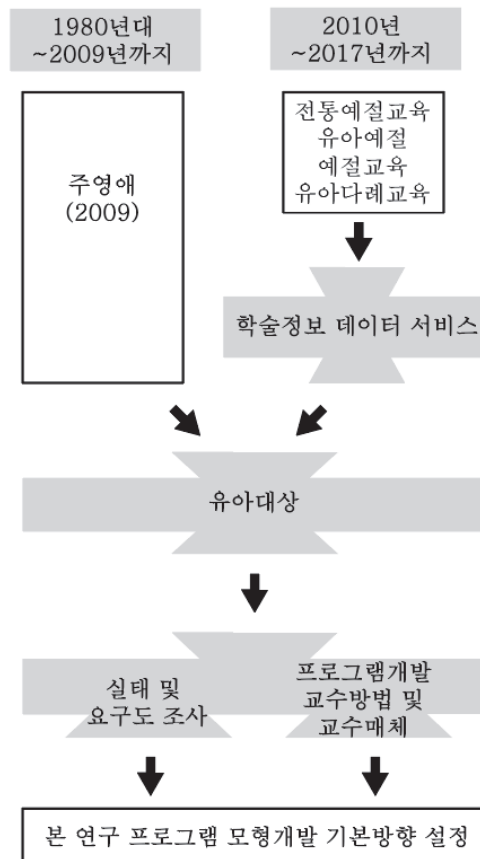 1980년대
~2009년까지
2010년
~2017년까지
주영애
(2009)
전통예절교육
유아예절
예절교육
유아다례교육
학술정보 데이터 서비스
유아대상
실태 및
요구도 조사
프로그램개발
교수방법 및
교수매체
본 연구 프로그램 모형개발 기본방향 설정